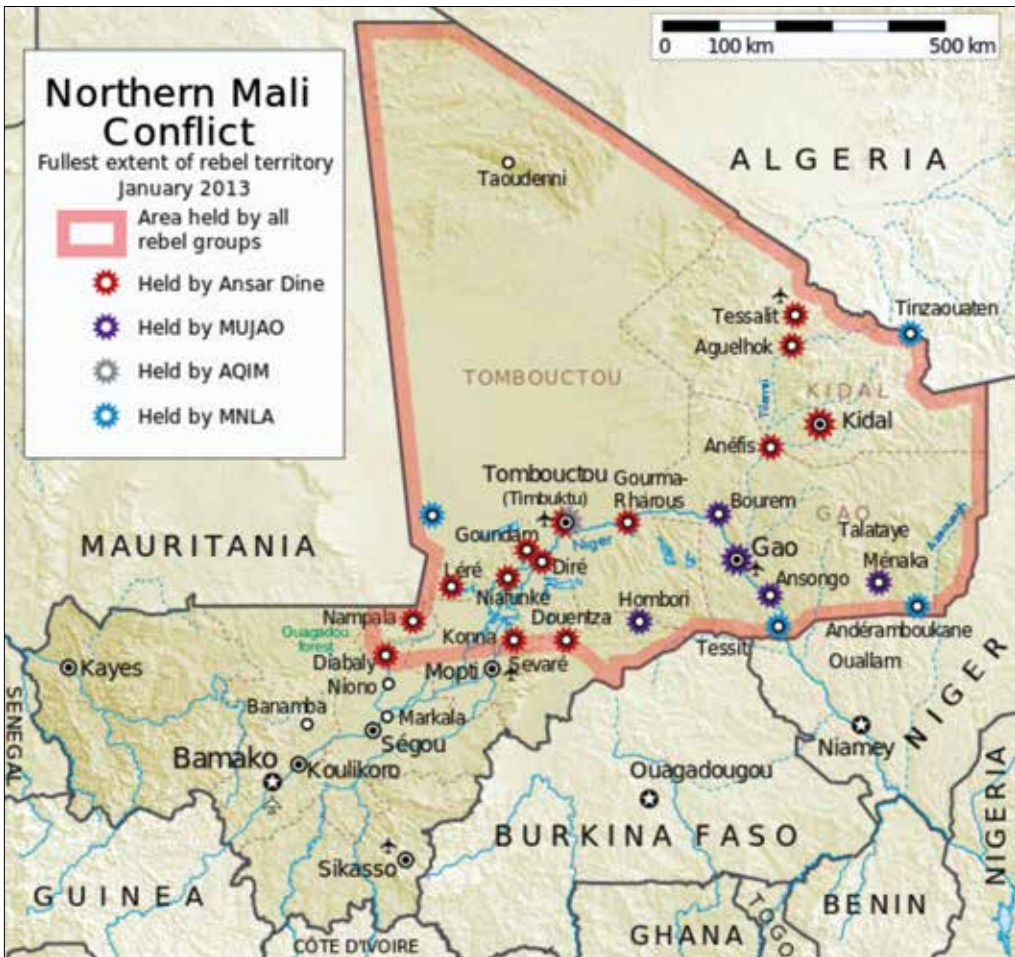 Northern Mali
Conflict
Fullest extent of rebel territory
January 2013
Area held by all
rebel groups
Held by Ansar Dine
Held by MUJAO
Held by AQIM
Held by MNLA
0 100 km 500 km
ALGERIA
Taoudenni
Tessalit
Tinzaouaten
Aguelhok
TOMBOUCTOU
KIDAL
Kidal
Anéfis
Tombouctou
(Timbuktu)
Gourma-
Rharous
Bourem
GAO
Talataye
MAURITANIA
Goundam
Niger
Gao
Ménaka
Léré
Diré
Ansongo
Niafunké
Hombori
Nampala
Douentza
Ouagadou
forest
Konna
Tessit
Andéramboukane
Diabaly
Mopti
Sevaré
Ouallam
Kayes
Niono
NIGER
SENEGAL
Banamba
Markala
Ségou
Niamey
Bamako
Koulikoro
Ouagadougou
BURKINA FASO
NIGERIA
Sikasso
GUINEA
BENIN
CÔTE D'IVOIRE
GHANA
TOGO